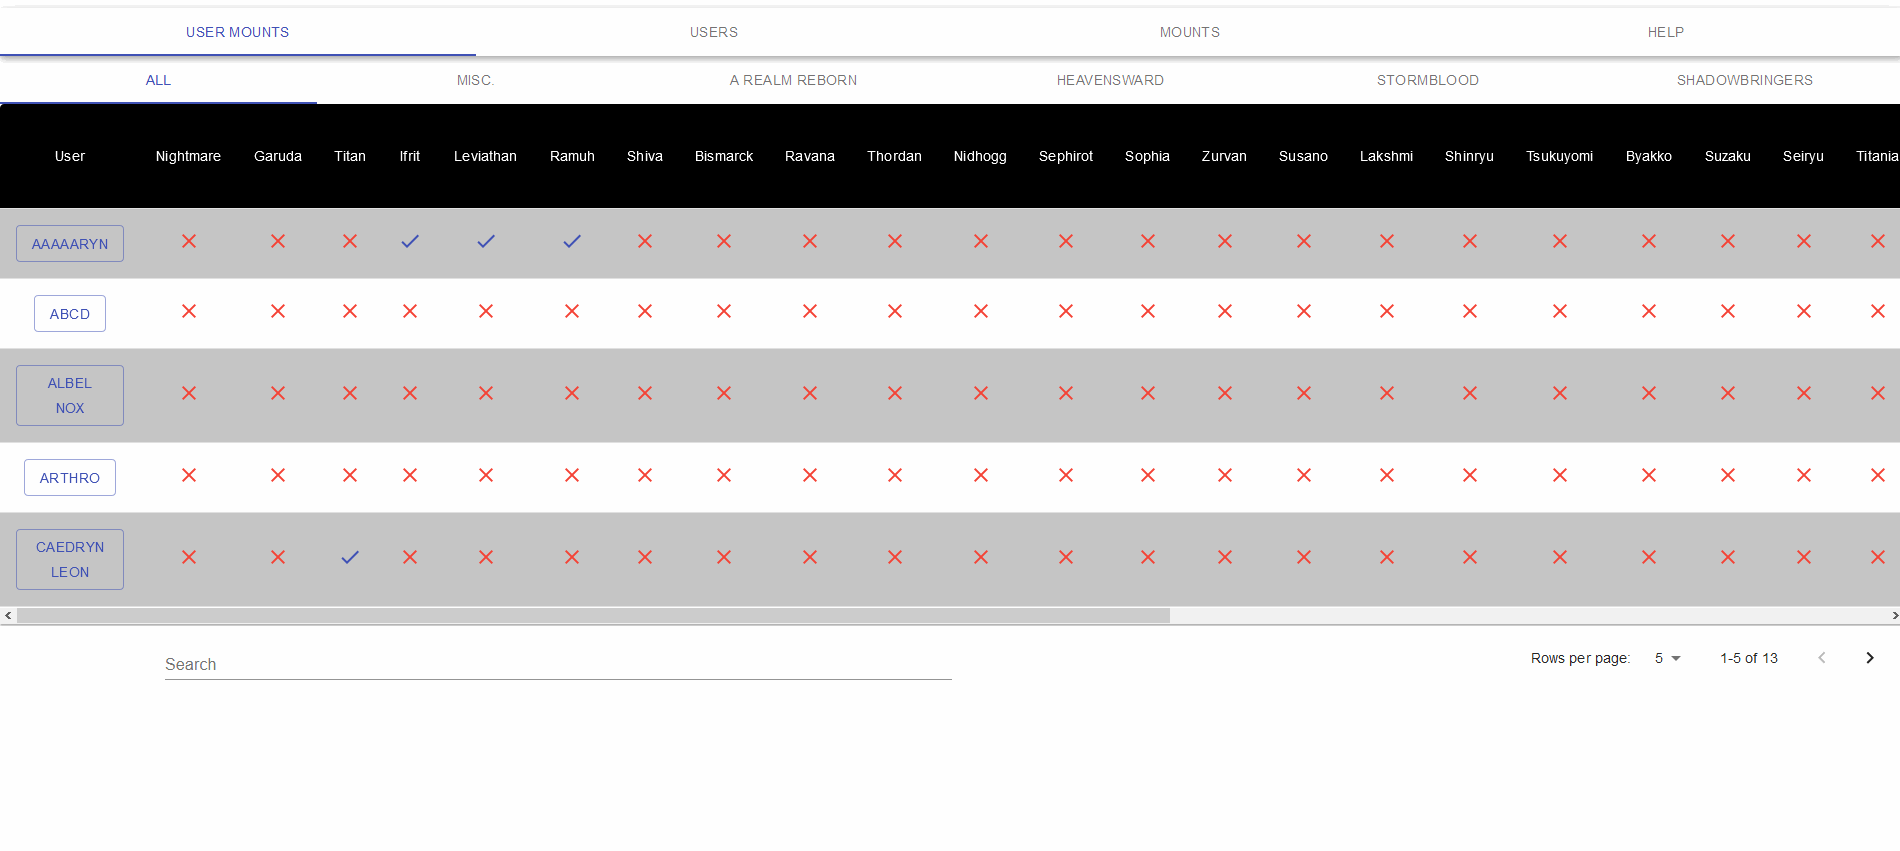 USER MOUNTS USERS MOUNTS HELP
ALL MISC. A REALM REBORN HEAVENSWARD STORMBLOOD SHADOWBRINGERS
User Nightmare Garuda Titan Ifrit Leviathan Ramuh Shiva Bismarck Ravana Thordan Nidhogg Sephirot Sophia Zurvan Susano Lakshmi Shinryu Tsukuyomi Byakko Suzaku Seiryu Titania
AAAAARYN
ABCD
ALBEL
NOX
ARTHRO
CAEDRYN
LEON
Search Rows per page: 5 1-5 of 13